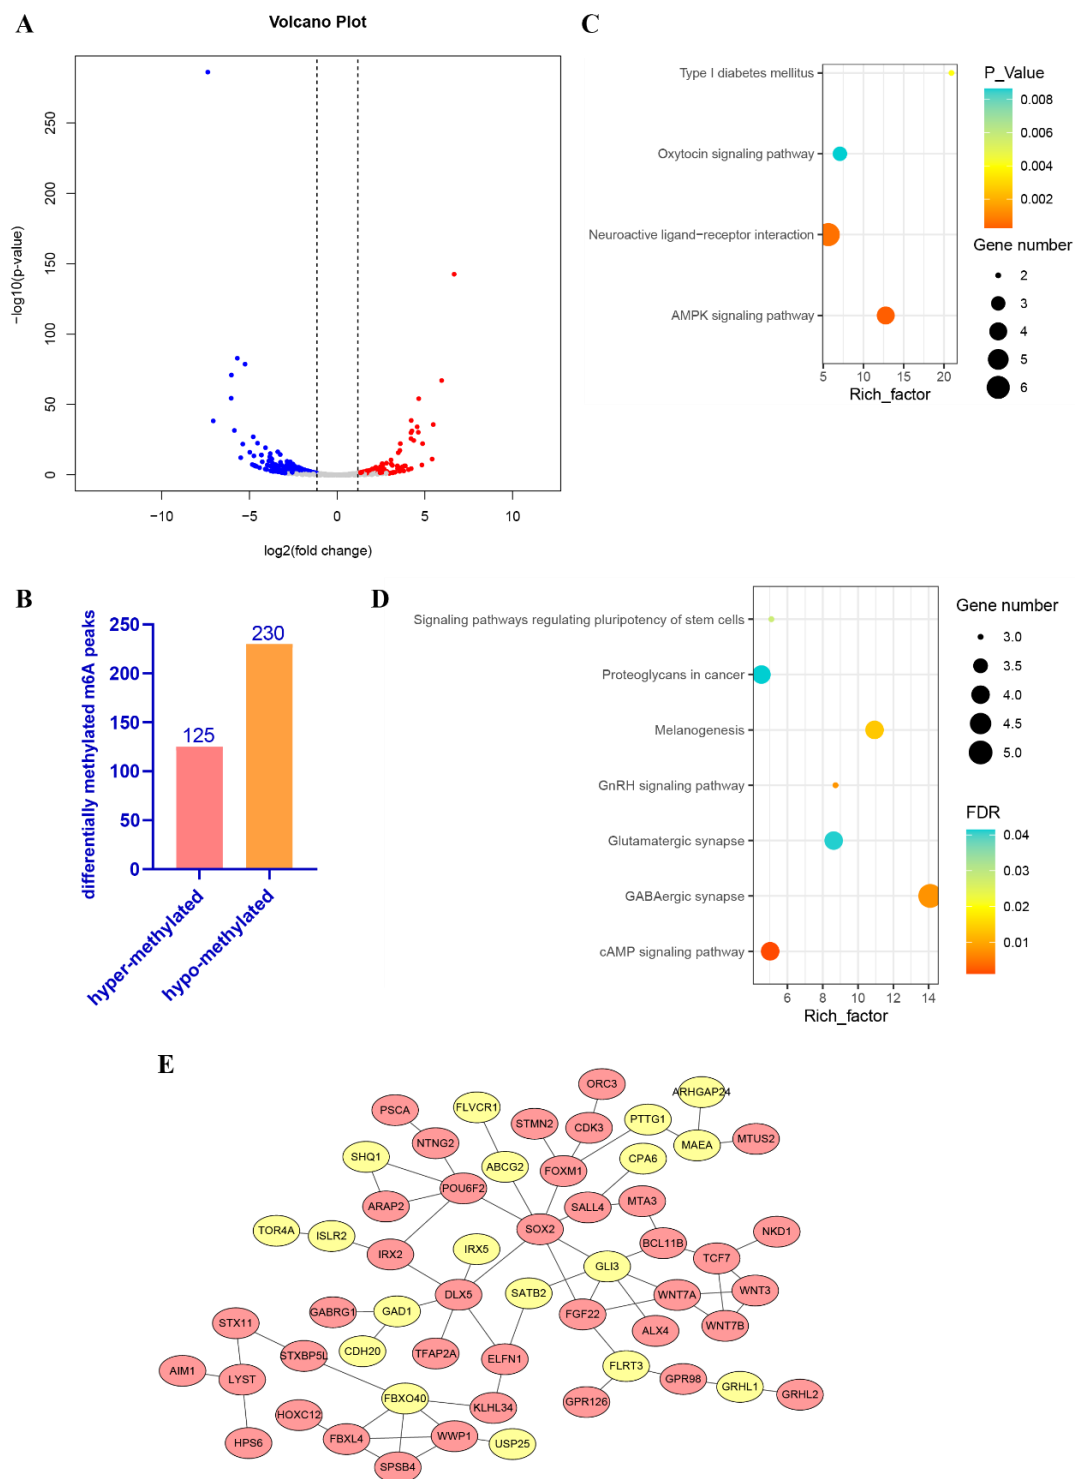 A
Volcano Plot
−log10(p-value)
250
200
150
100
50
0
−10
−5
0
5
10
log2(fold change)
C
Type I diabetes mellitus
Oxytocin signaling pathway
Neuroactive ligand−receptor interaction
AMPK signaling pathway
5
10
15
20
Rich_factor
P_Value
0.008
0.006
0.004
0.002
Gene number
2
3
4
5
6
B
differentially methylated m6A peaks
250
200
150
100
50
0
125
230
hyper-methylated
hypo-methylated
D
Signaling pathways regulating pluripotency of stem cells
Proteoglycans in cancer
Melanogenesis
GnRH signaling pathway
Glutamatergic synapse
GABAergic synapse
cAMP signaling pathway
6
8
10
12
14
Rich_factor
Gene number
3.0
3.5
4.0
4.5
5.0
FDR
0.04
0.03
0.02
0.01
E
ORC3
ARHGAP24
PSCA
FLVCR1
STMN2
CDK3
PTTG1
NTNG2
MAEA
MTUS2
SHQ1
ABCG2
FOXM1
CPA6
POU6F2
ARAP2
SALL4
MTA3
SOX2
TOR4A
ISLR2
IRX2
IRX5
BCL11B
NKD1
TCF7
GLI3
DLX5
SATB2
WNT7A
WNT3
GABRG1
GAD1
FGF22
STX11
ALX4
WNT7B
STXBP5L
CDH20
TFAP2A
ELFN1
AIM1
LYST
FLRT3
GPR98
GRHL1
GRHL2
FBXO40
GPR126
HOXC12
KLHL34
HPS6
FBXL4
WWP1
USP25
SPSB4